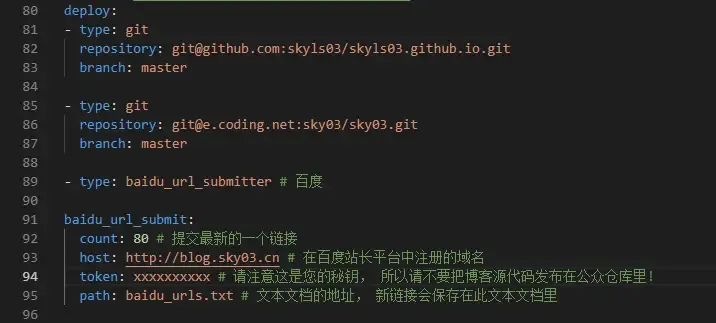 80 deploy:
81 - type: git
82 repository: git@github.com:skyls03/skyls03.github.io.git
83 branch: master
84
85 - type: git
86 repository: git@e.coding.net:sky03/sky03.git
87 branch: master
88
89 - type: baidu_url_submitter # 百度
90
91 baidu_url_submit:
92 count: 80 # 提交最新的一个链接
93 host: http://blog.sky03.cn # 在百度站长平台中注册的域名
94 token: xxxxxxxxxx # 请注意这是您的秘钥， 所以请不要把博客源代码发布在公众仓库里!
95 path: baidu_urls.txt # 文本文档的地址， 新链接会保存在此文本文档里
96